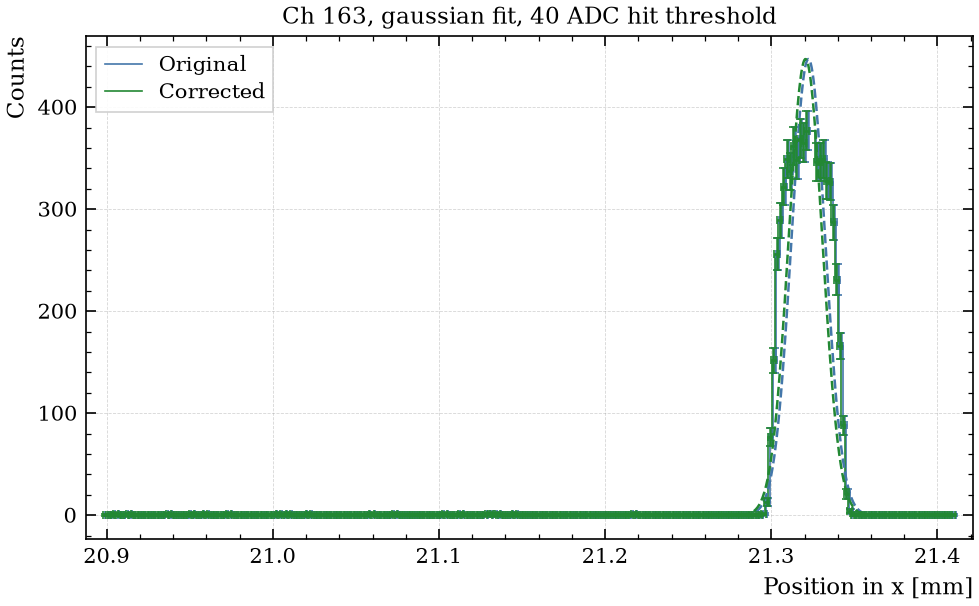 Ch 163, gaussian fit, 40 ADC hit threshold
Counts
Original
Corrected
400
300
200
100
0
20.9
21.0
21.1
21.2
21.3
21.4
Position in x [mm]